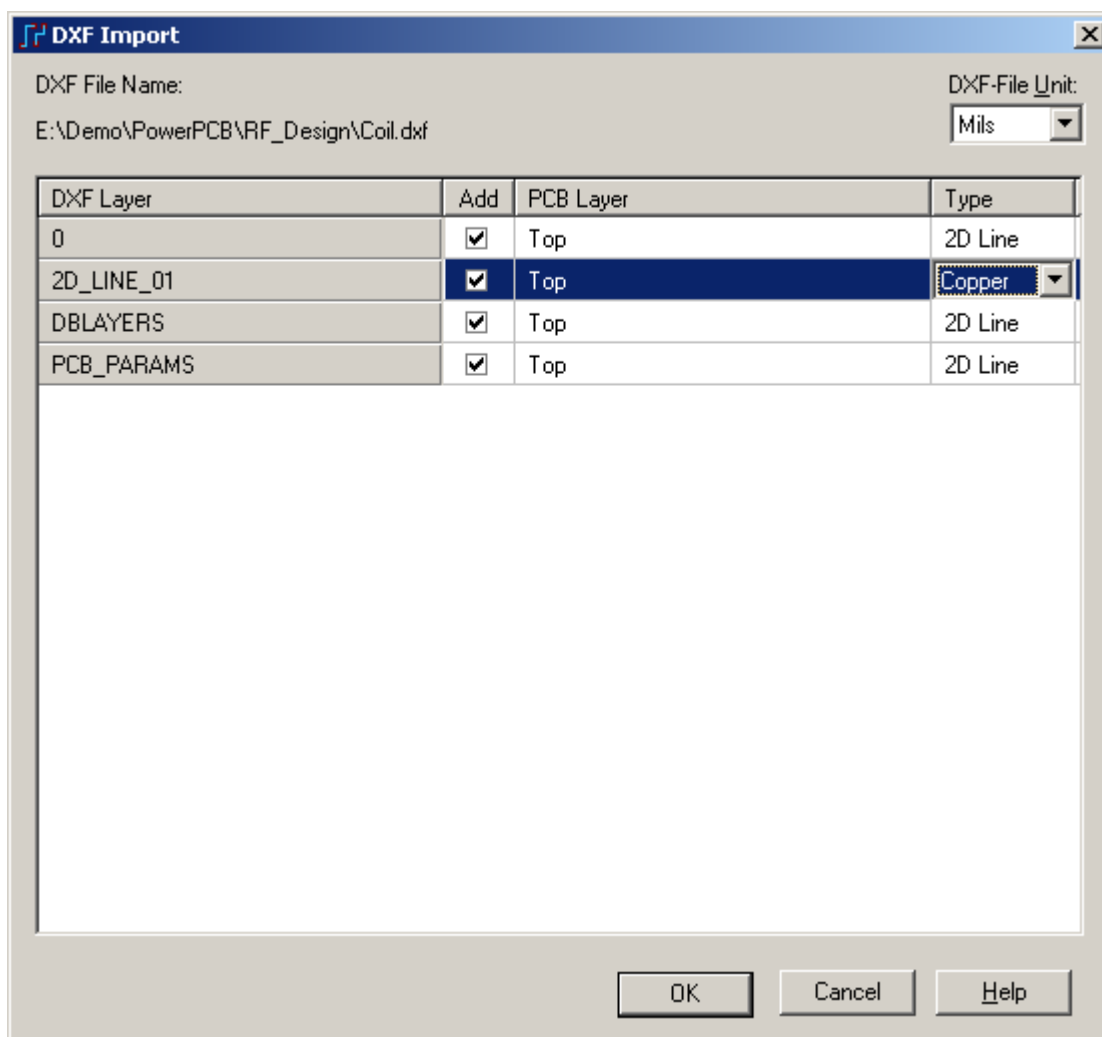 DXF Import
DXF File Name:
DXF-File Unit:
E:\Demo\PowerPCB\RF_Design\Coil.dxf
Mils
DXF Layer Add PCB Layer Type
0 Top 2D Line
2D_LINE_01 Top Copper
DBLAYERS Top 2D Line
PCB_PARAMS Top 2D Line
OK Cancel Help